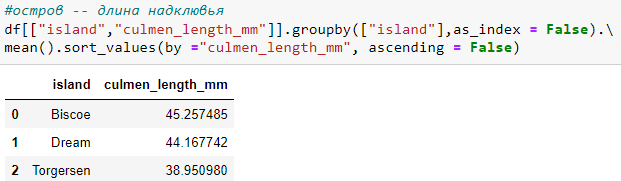 #остров -- длина надклювья
df[["island","culmen_length_mm"]].groupby(["island"],as_index = False).\
mean().sort_values(by ="culmen_length_mm", ascending = False)
island culmen_length_mm
0 Biscoe 45.257485
1 Dream 44.167742
2 Torgersen 38.950980